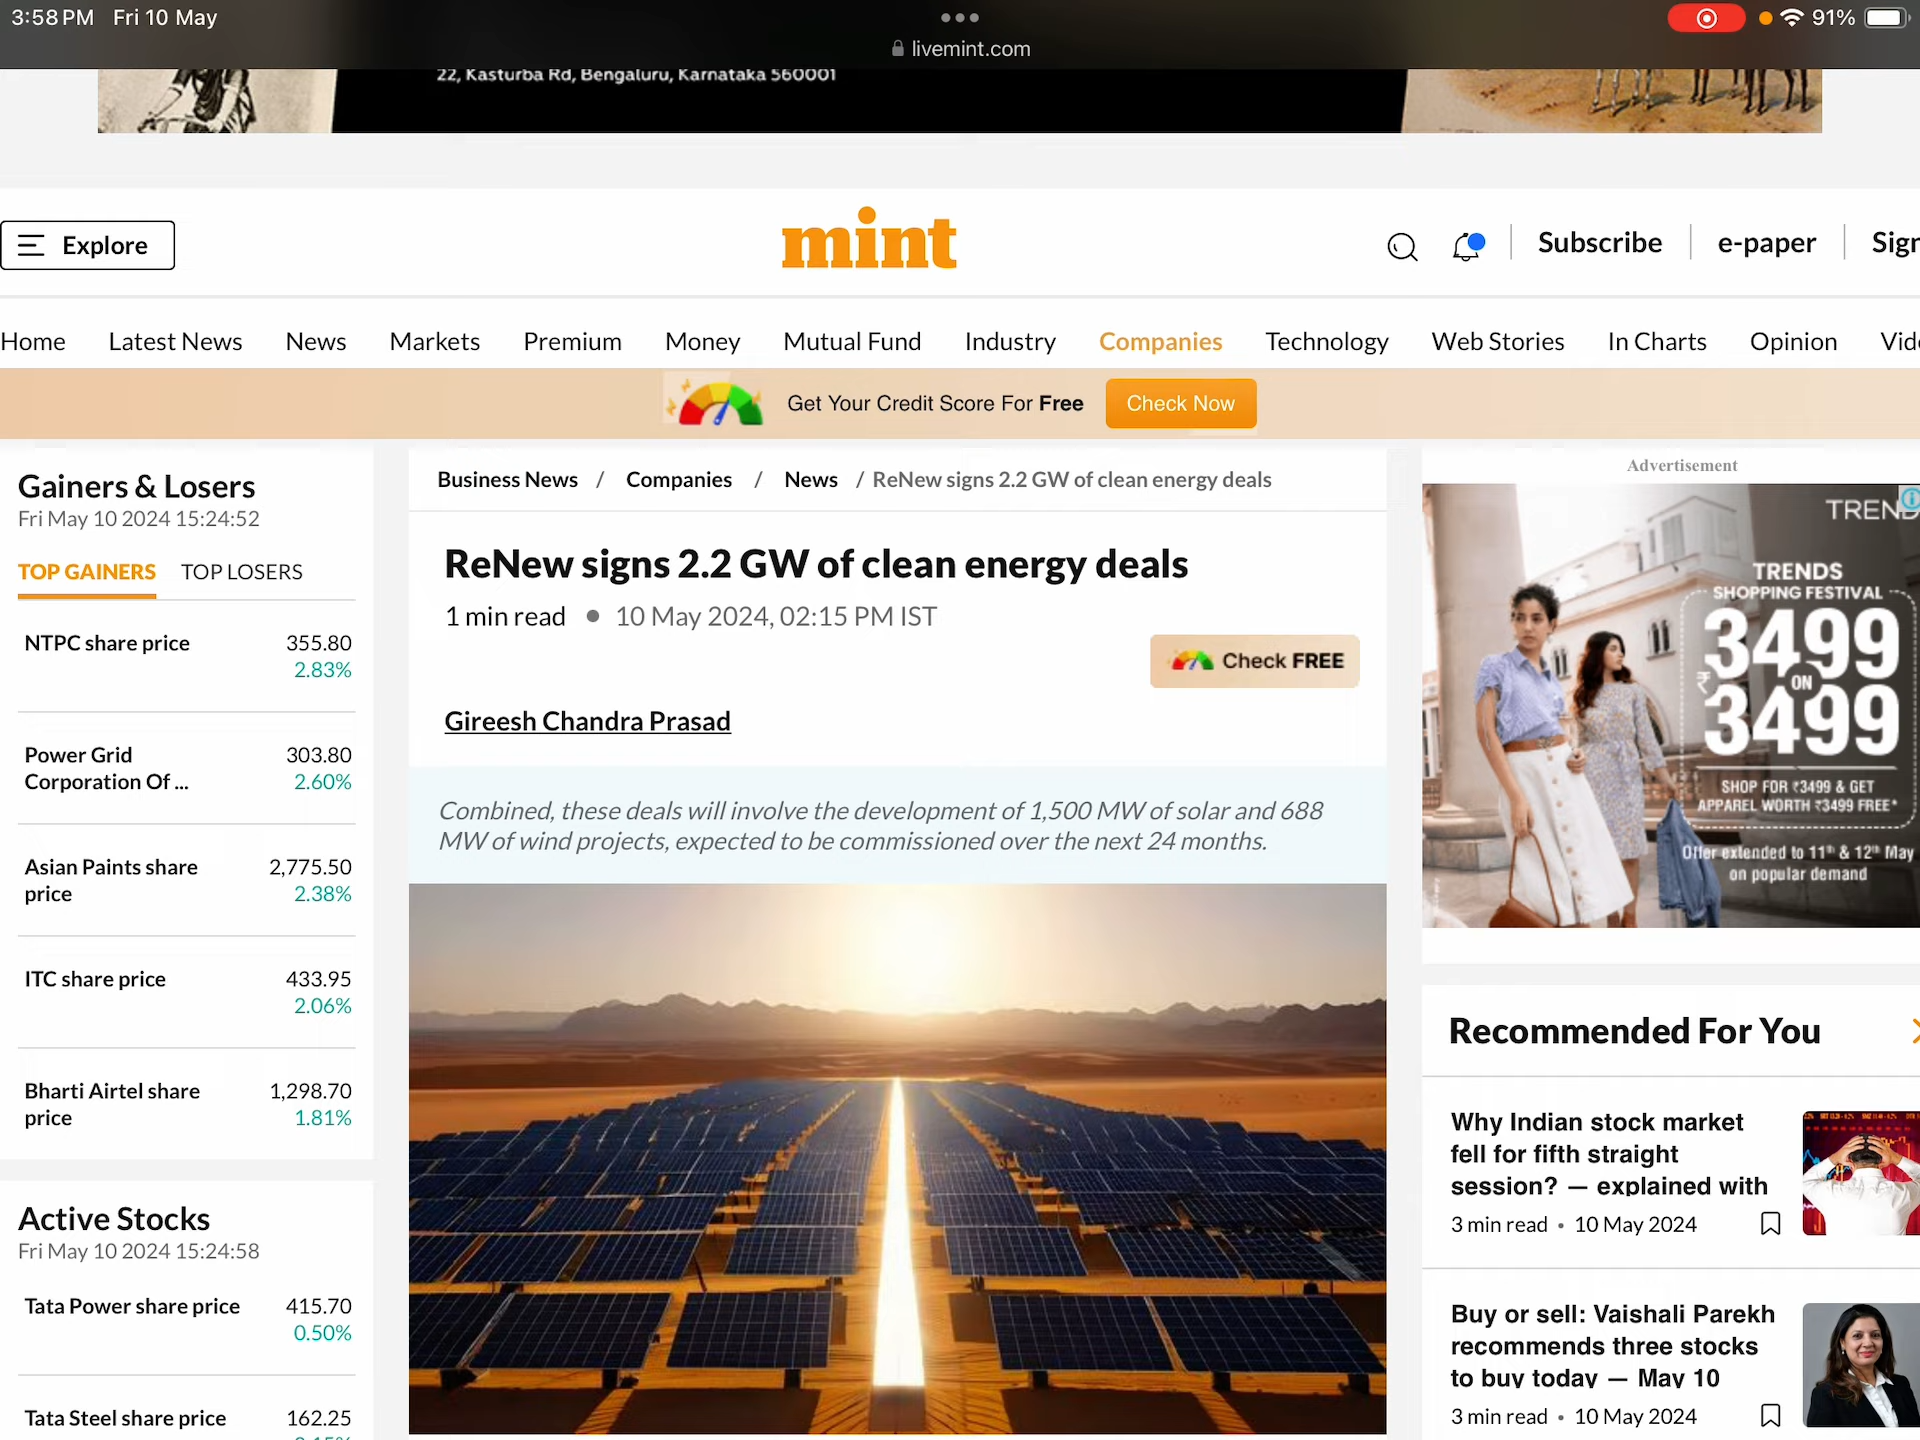 3:58 PM Fri 10 May
91%
livemint.com
22, Kasturba Rd, Bengaluru, Karnataka 560001
Explore
mint
Subscribe
e-paper
Home Latest News News Markets Premium Money Mutual Fund Industry Companies Technology Web Stories In Charts Opinion
Get Your Credit Score For Free
Check Now
Gainers & Losers
Fri May 10 2024 15:24:52
TOP GAINERS TOP LOSERS
NTPC share price 355.80
2.83%
Power Grid 303.80
Corporation Of ... 2.60%
Asian Paints share 2,775.50
price 2.38%
ITC share price 433.95
2.06%
Bharti Airtel share 1,298.70
price 1.81%
Active Stocks
Fri May 10 2024 15:24:58
Tata Power share price 415.70
0.50%
Tata Steel share price 162.25
Business News / Companies / News / ReNew signs 2.2 GW of clean energy deals
ReNew signs 2.2 GW of clean energy deals
1 min read • 10 May 2024, 02:15 PM IST
Check FREE
Gireesh Chandra Prasad
Combined, these deals will involve the development of 1,500 MW of solar and 688
MW of wind projects, expected to be commissioned over the next 24 months.
Advertisement
TRENDS
SHOPPING FESTIVAL
₹3499
ON
3499
SHOP FOR ₹3499 & GET
APPAREL WORTH ₹3499 FREE*
Offer extended to 11th & 12th May
on popular demand
Recommended For You
Why Indian stock market
fell for fifth straight
session? — explained with
3 min read • 10 May 2024
Buy or sell: Vaishali Parekh
recommends three stocks
to buy today — May 10
3 min read • 10 May 2024